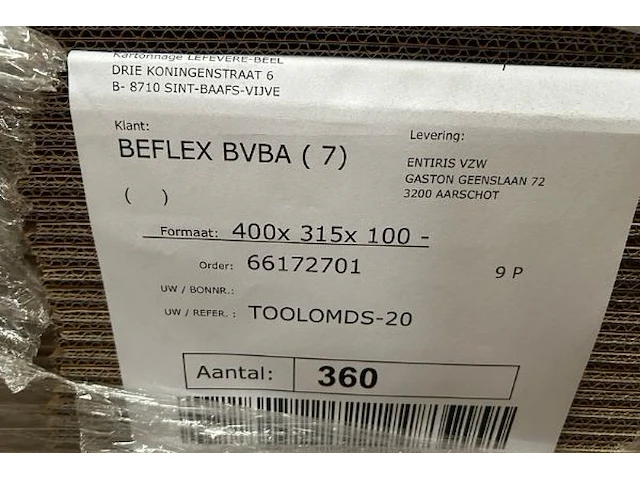 Kartonnage LEFEVERE-BEEL
DRIE KONINGENSTRAAT 6
B- 8710 SINT-BAAFS-VIJVE
Klant:
BEFLEX BVBA ( 7)
( )
Levering:
ENTIRIS VZW
GASTON GEENSLAAN 72
3200 AARSCHOT
Formaat: 400x 315x 100 -
Order: 66172701
9 P
UW / BONNR.:
UW / REFER. : TOOLOMDS-20
Aantal: 360